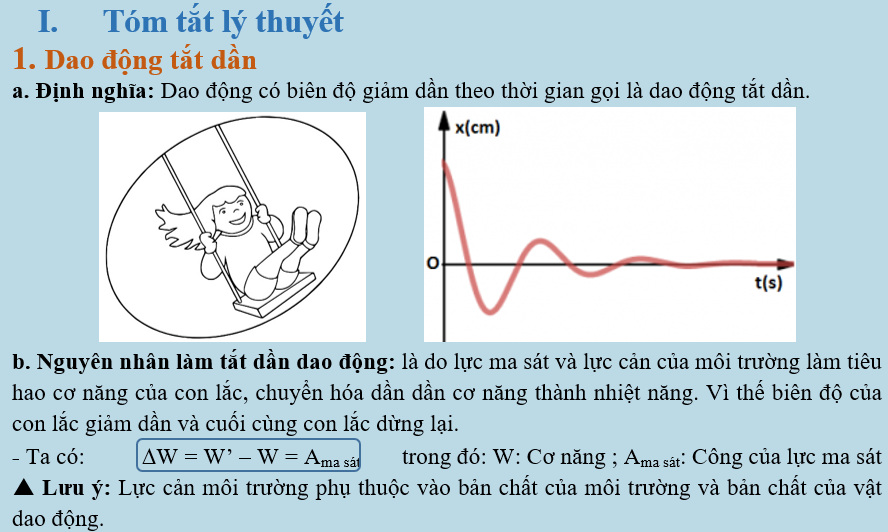 I. Tóm tắt lý thuyết
1. Dao động tắt dần
a. Định nghĩa: Dao động có biên độ giảm dần theo thời gian gọi là dao động tắt dần.
x(cm)
O
t(s)
b. Nguyên nhân làm tắt dần dao động: là do lực ma sát và lực cản của môi trường làm tiêu
hao cơ năng của con lắc, chuyển hóa dần dần cơ năng thành nhiệt năng. Vì thế biên độ của
con lắc giảm dần và cuối cùng con lắc dừng lại.
- Ta có: ΔW = W’ – W = Ama sát trong đó: W: Cơ năng ; Ama sát: Công của lực ma sát
▲ Lưu ý: Lực cản môi trường phụ thuộc vào bản chất của môi trường và bản chất của vật
dao động.